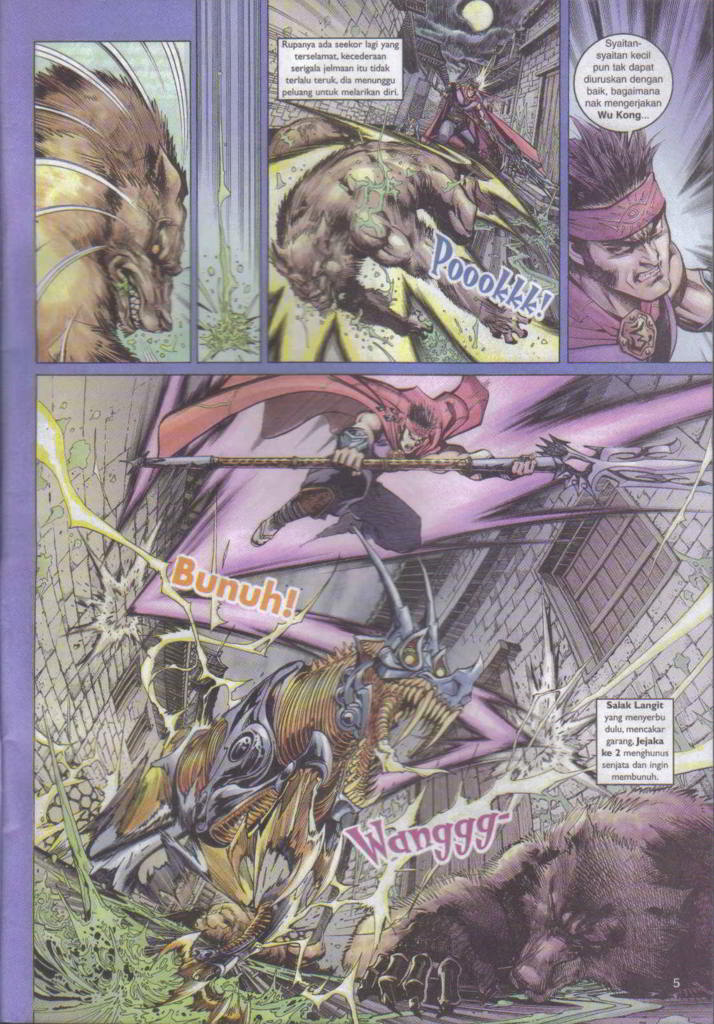 Rupanya ada seekor lagi yang
terselamat, kecederaan
serigala jelmaan itu tidak
terlalu teruk, dia menunggu
peluang untuk melarikan diri.
Poookkk!
Syaitan-
syaitan kecil
pun tak dapat
diuruskan dengan
baik, bagaimana
nak mengerjakan
Wu Kong...
Bunuh!
Salak Langit
yang menyerbu
dulu, mencakar
garang, Jejaka
ke 2 menghunus
senjata dan ingin
membunuh.
Wanggg-
5